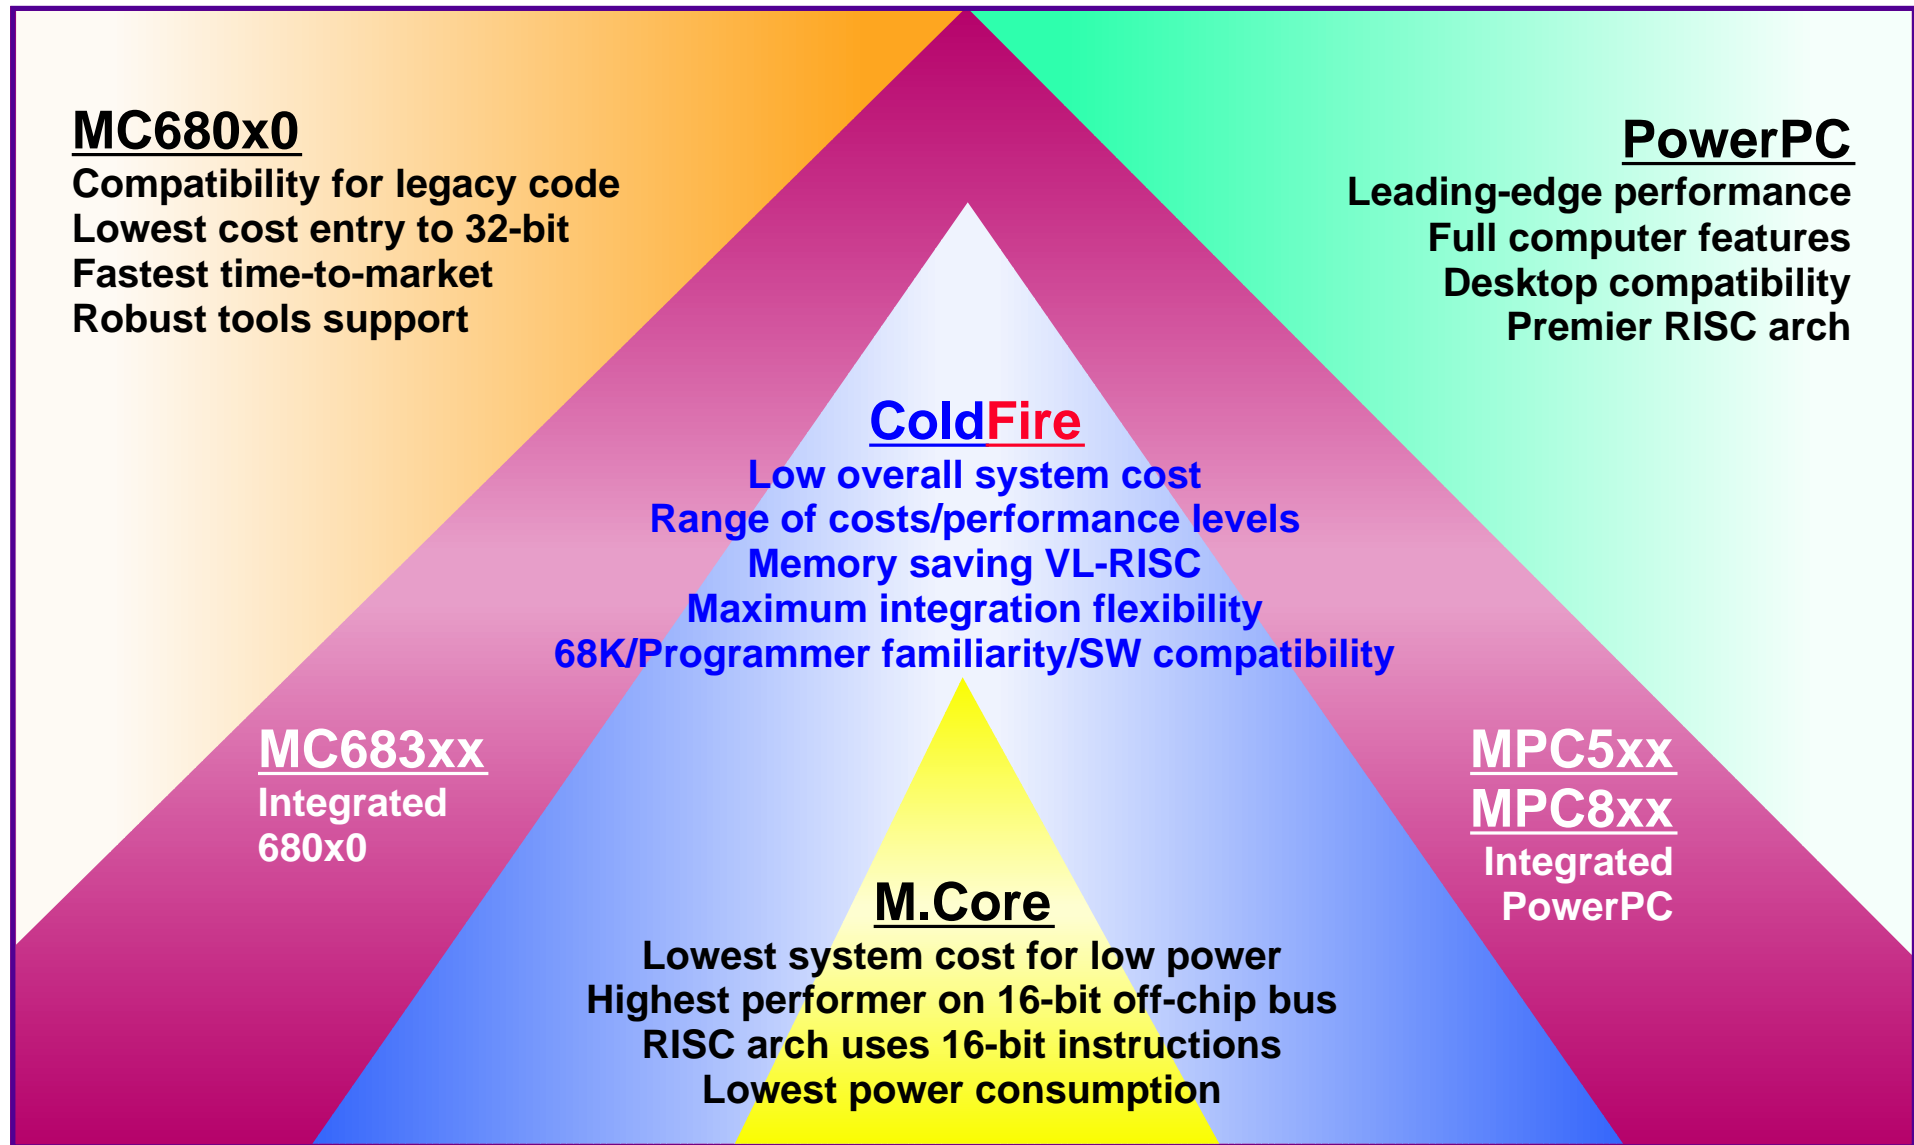 MC680x0
Compatibility for legacy code
Lowest cost entry to 32-bit
Fastest time-to-market
Robust tools support
PowerPC
Leading-edge performance
Full computer features
Desktop compatibility
Premier RISC arch
ColdFire
Low overall system cost
Range of costs/performance levels
Memory saving VL-RISC
Maximum integration flexibility
68K/Programmer familiarity/SW compatibility
MC683xx
Integrated
680x0
MPC5xx
MPC8xx
Integrated
PowerPC
M.Core
Lowest system cost for low power
Highest performer on 16-bit off-chip bus
RISC arch uses 16-bit instructions
Lowest power consumption